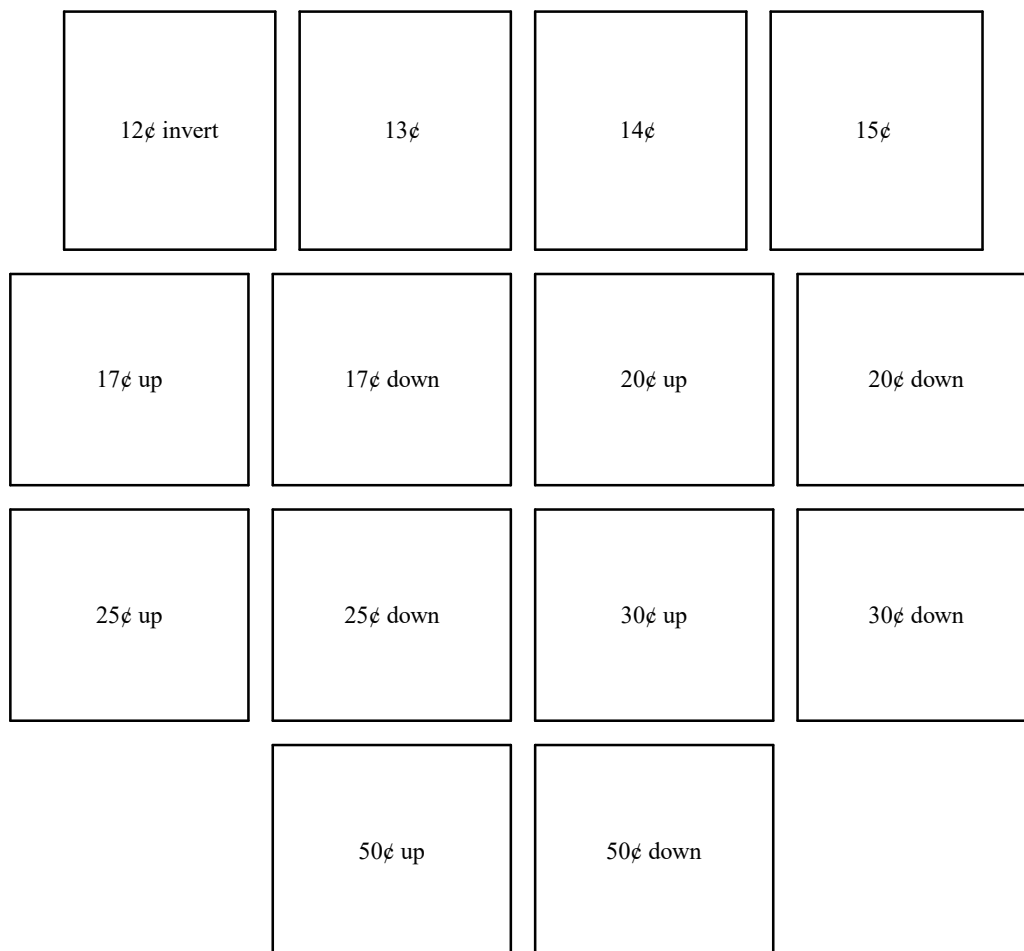 12¢ invert 13¢ 14¢ 15¢
17¢ up 17¢ down 20¢ up 20¢ down
25¢ up 25¢ down 30¢ up 30¢ down
50¢ up 50¢ down